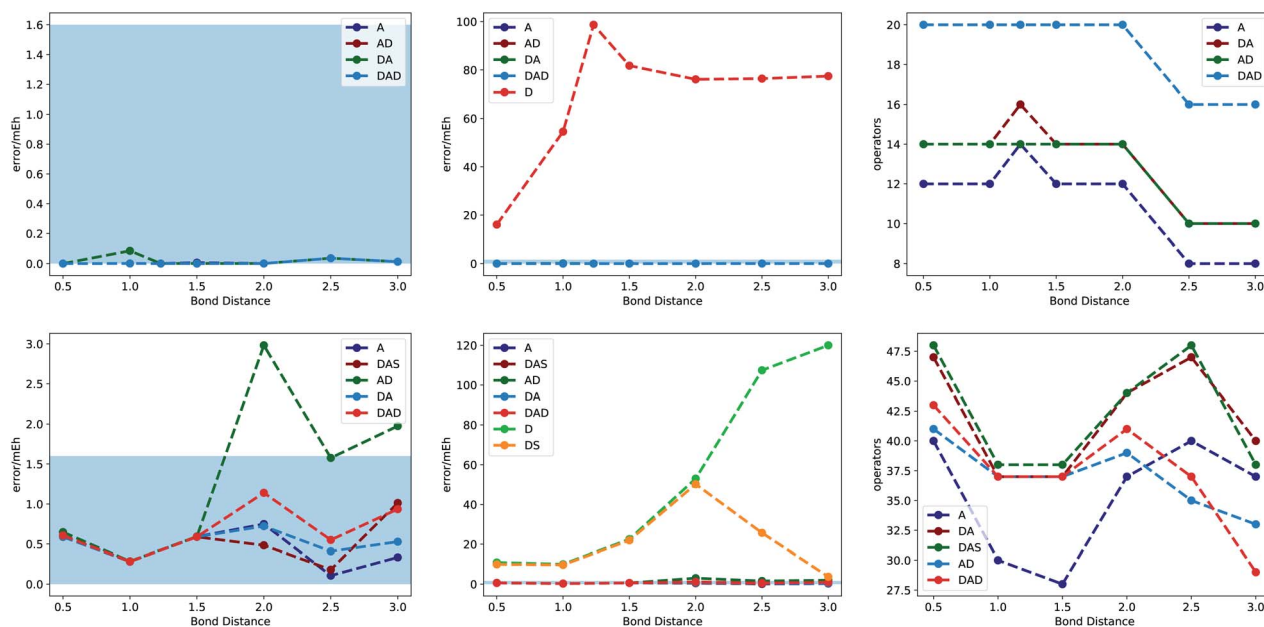 error/mEh
1.6
1.4
1.2
1.0
0.8
0.6
0.4
0.2
0.0
0.5 1.0 1.5 2.0 2.5 3.0
Bond Distance
A
AD
DA
DAD
error/mEh
100
80
60
40
20
0
0.5 1.0 1.5 2.0 2.5 3.0
Bond Distance
A
AD
DA
DAD
D
operators
20
18
16
14
12
10
8
0.5 1.0 1.5 2.0 2.5 3.0
Bond Distance
A
DA
AD
DAD
error/mEh
3.0
2.5
2.0
1.5
1.0
0.5
0.0
0.5 1.0 1.5 2.0 2.5 3.0
Bond Distance
A
DAS
AD
DA
DAD
error/mEh
120
100
80
60
40
20
0
0.5 1.0 1.5 2.0 2.5 3.0
Bond Distance
A
DAS
AD
DA
DAD
D
DS
operators
47.5
45.0
42.5
40.0
37.5
35.0
32.5
30.0
27.5
0.5 1.0 1.5 2.0 2.5 3.0
Bond Distance
A
DA
DAS
AD
DAD